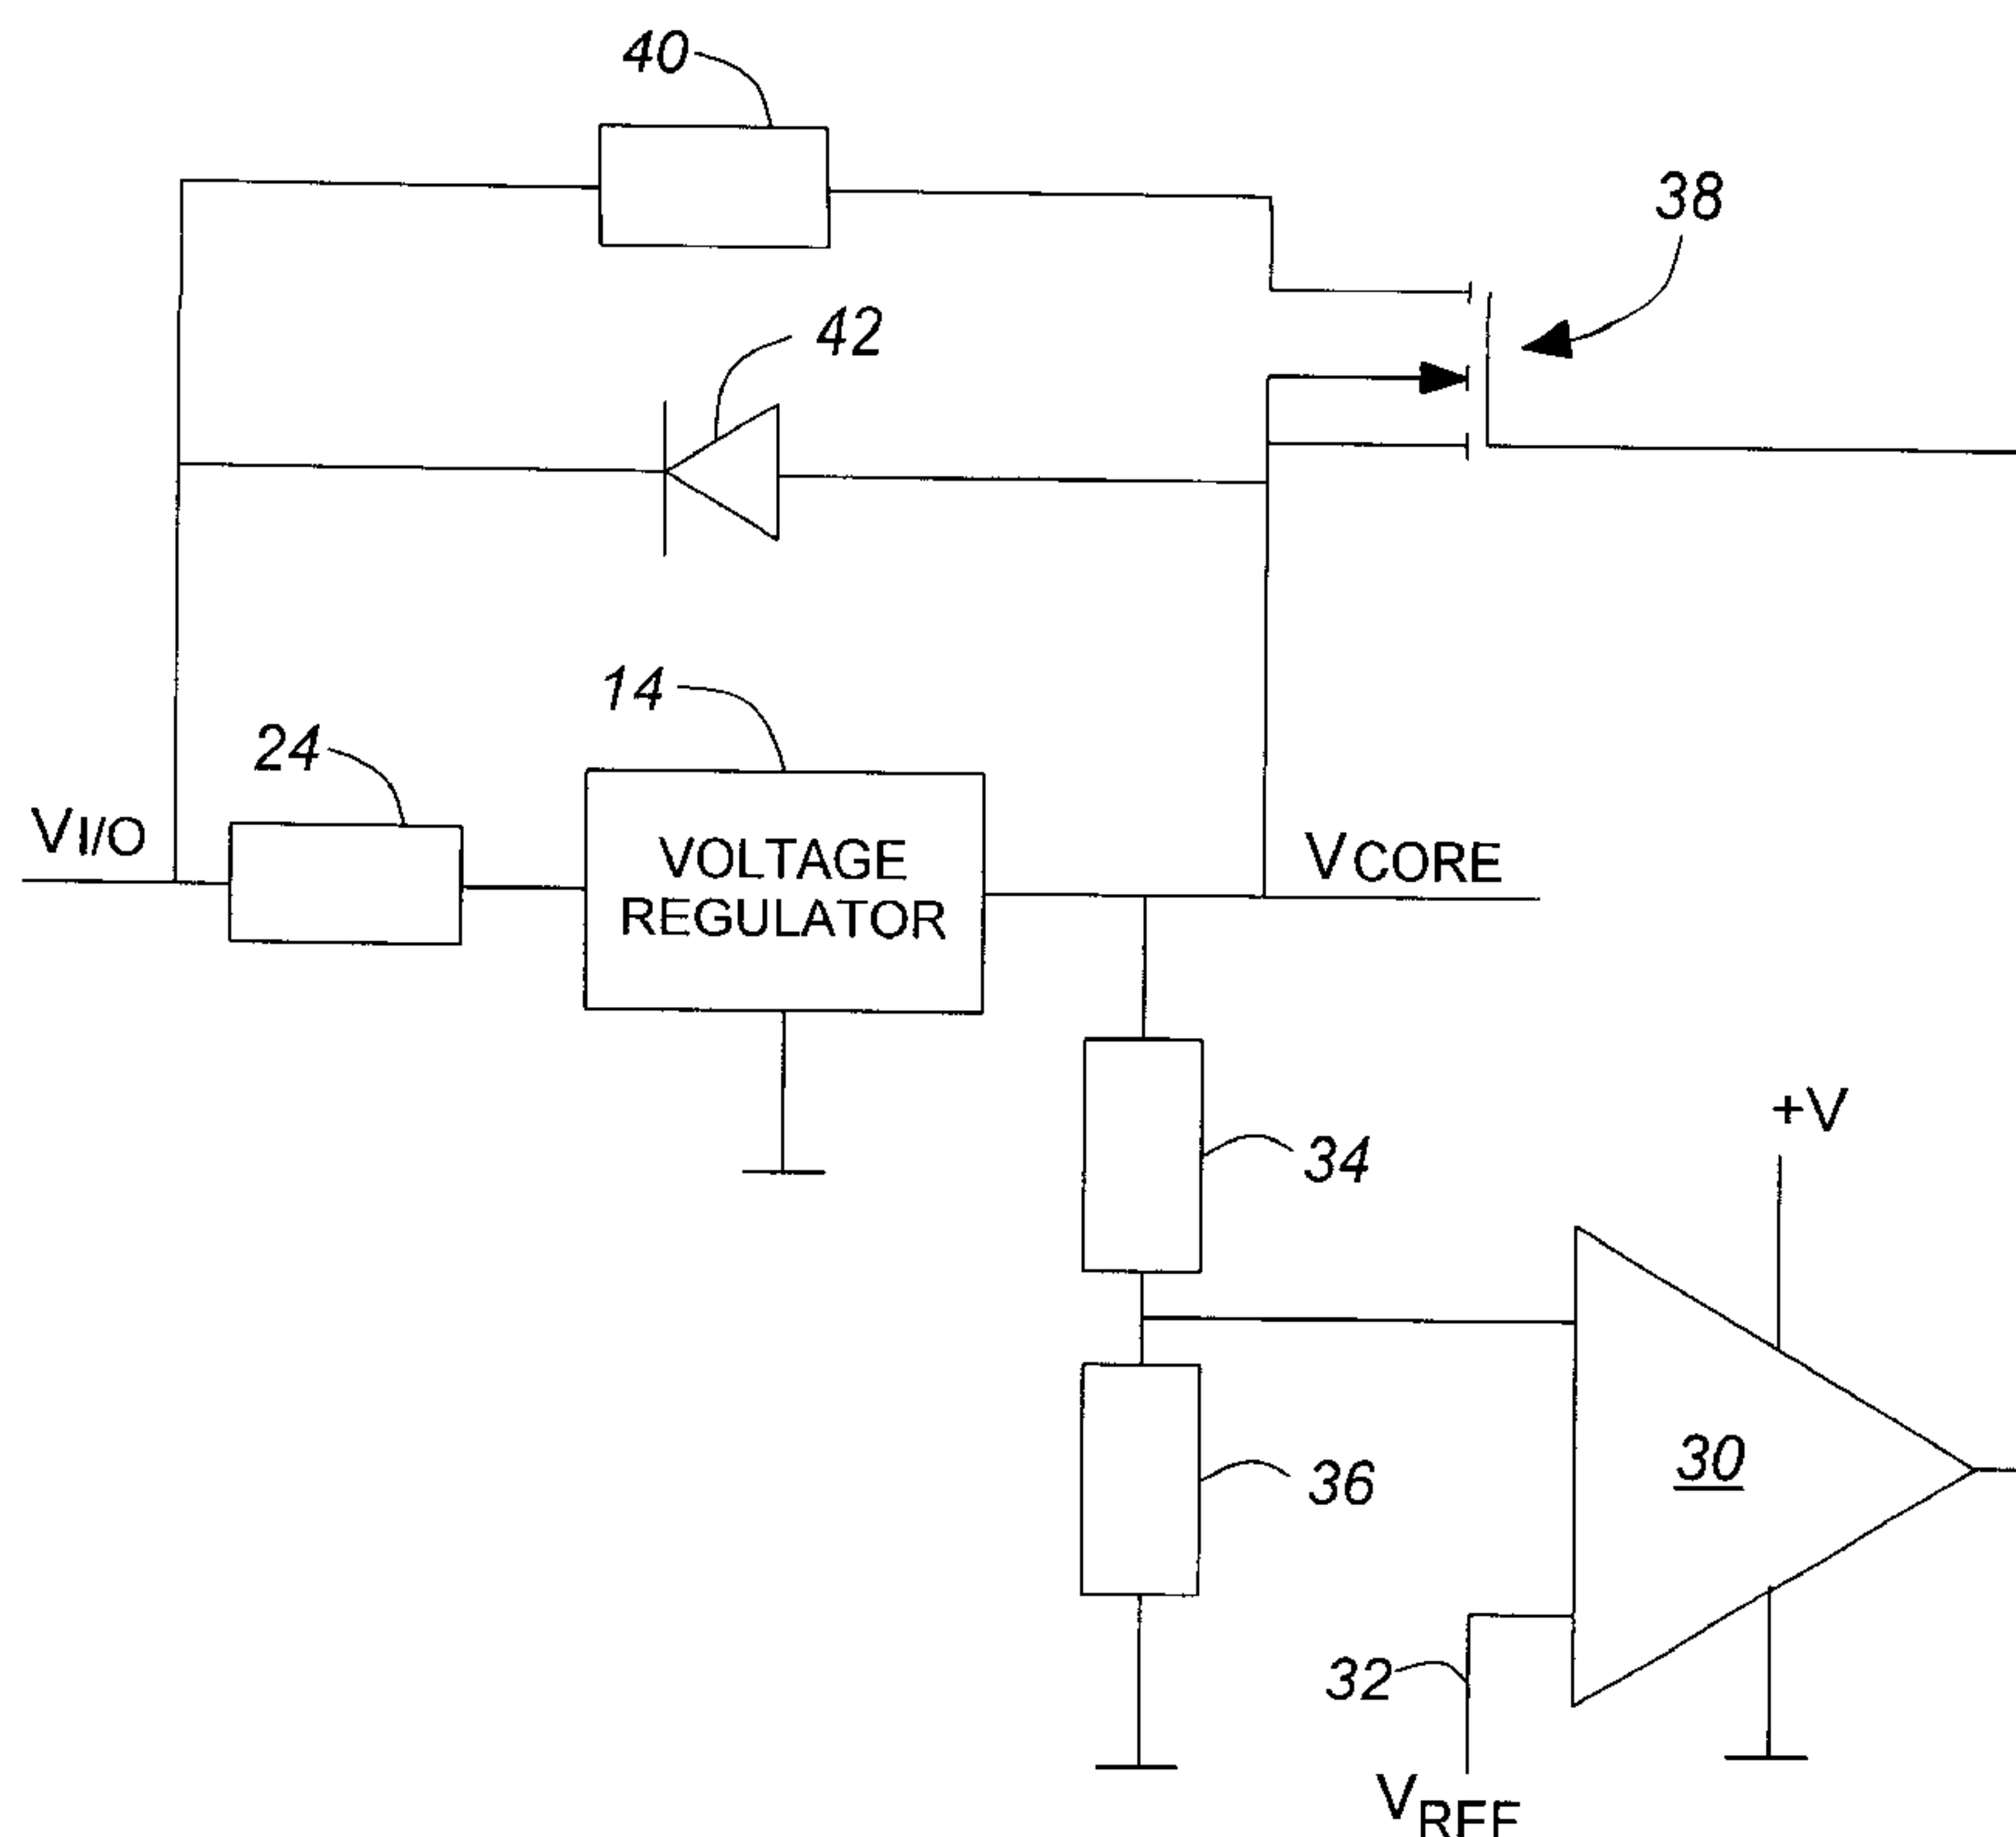 40
38
42
14
24
VI/O
VOLTAGE
REGULATOR
VCORE
+V
34
30
36
32
VREF